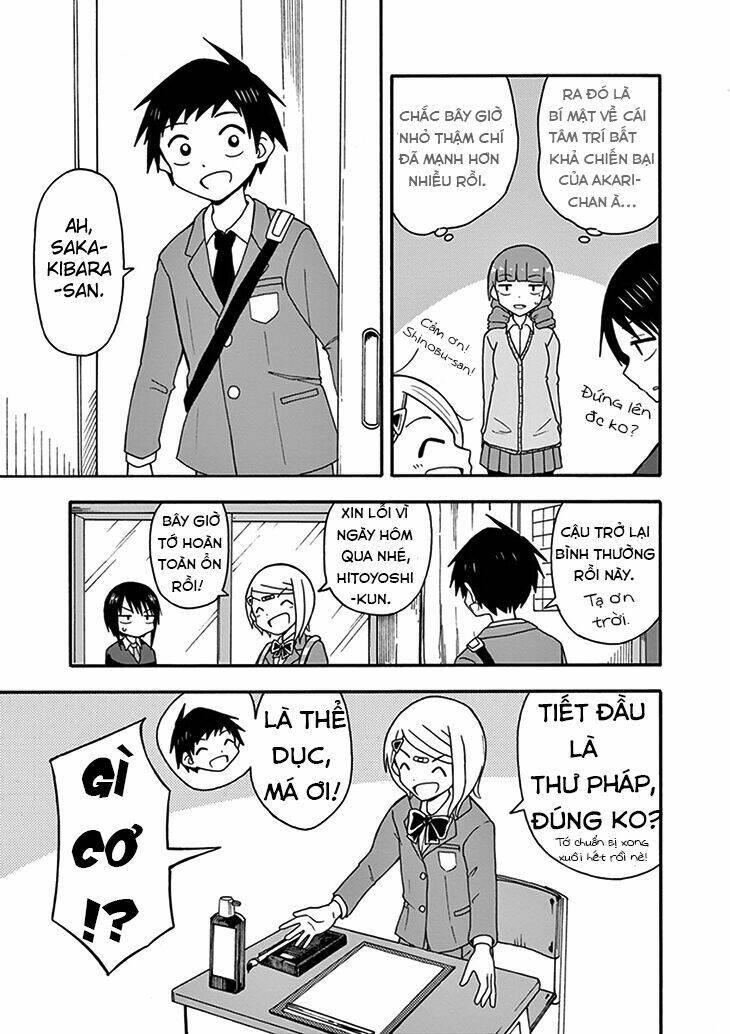 RA ĐÓ LÀ
BÍ MẬT VỀ CÁI
TÂM TRÍ BẤT
KHẢ CHIẾN BẠI
CỦA AKARI-
CHAN À...
CHẮC BÂY GIỜ
NHỎ THẬM CHÍ
ĐÃ MẠNH HƠN
NHIỀU RỒI.
Đứng lên
đc ko?
Cảm ơn!
Shinobu-san!
AH,
SAKA-
KIBARA
-SAN.
CẬU TRỞ LẠI
BÌNH THƯỜNG
RỒI NÀY.
Tạ ơn
trời.
XIN LỖI VÌ
NGÀY HÔM
QUA NHÉ,
HITOYOSHI
-KUN.
BÂY GIỜ
TỚ HOÀN
TOÀN ỔN
RỒI!
TIẾT ĐẦU
LÀ
THƯ PHÁP,
ĐÚNG KO?
Tớ chuẩn bị xong
xuôi hết rồi nè!
LÀ THỂ
DỤC,
MÁ ƠI!
GÌ
CƠ
!?